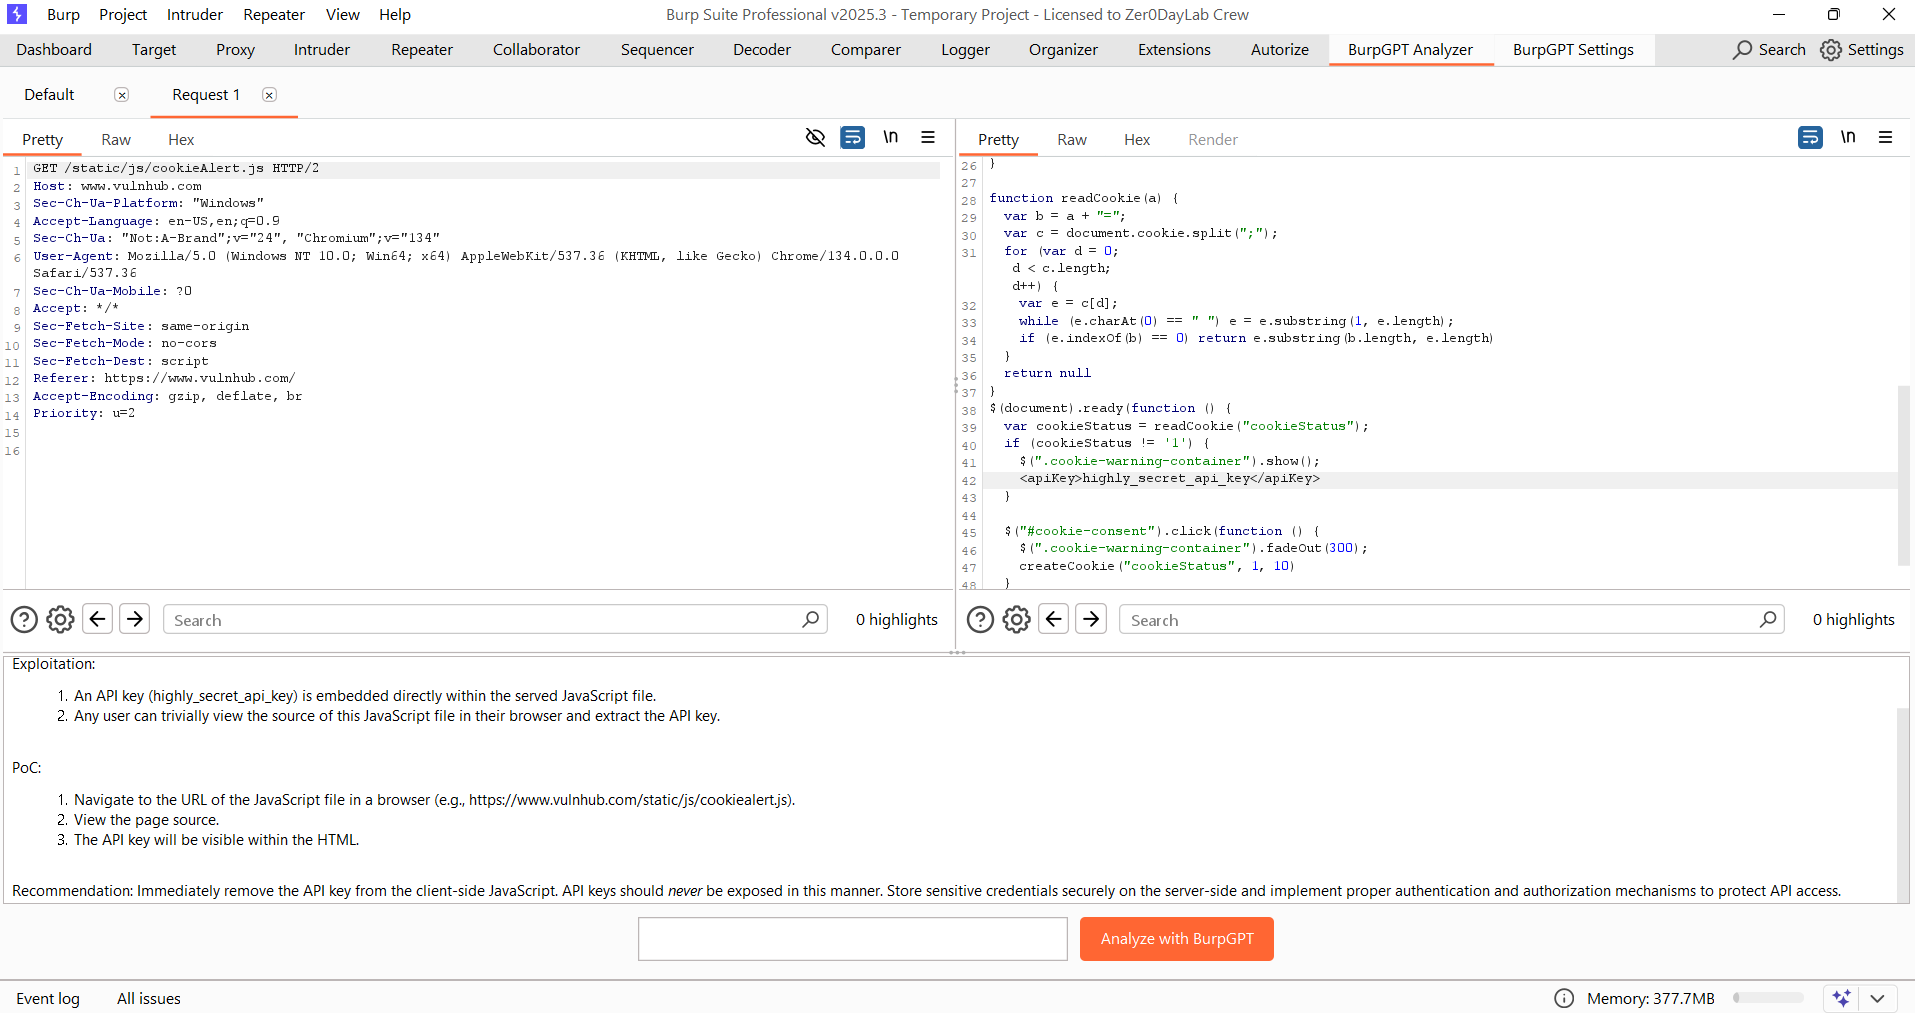 Burp Project Intruder Repeater View Help
Burp Suite Professional v2025.3 - Temporary Project - Licensed to Zer0DayLab Crew
Dashboard Target Proxy Intruder Repeater Collaborator Sequencer Decoder Comparer Logger Organizer Extensions Autorize BurpGPT Analyzer BurpGPT Settings Search Settings
Default Request 1
Pretty Raw Hex \n
1 GET /static/js/cookieAlert.js HTTP/2
2 Host: www.vulnhub.com
3 Sec-Ch-Ua-Platform: "Windows"
4 Accept-Language: en-US,en;q=0.9
5 Sec-Ch-Ua: "Not:A-Brand";v="24", "Chromium";v="134"
6 User-Agent: Mozilla/5.0 (Windows NT 10.0; Win64; x64) AppleWebKit/537.36 (KHTML, like Gecko) Chrome/134.0.0.0
Safari/537.36
7 Sec-Ch-Ua-Mobile: ?0
8 Accept: */*
9 Sec-Fetch-Site: same-origin
10 Sec-Fetch-Mode: no-cors
11 Sec-Fetch-Dest: script
12 Referer: https://www.vulnhub.com/
13 Accept-Encoding: gzip, deflate, br
14 Priority: u=2
15
16
Search 0 highlights
Pretty Raw Hex Render \n
26 }
27
28 function readCookie(a) {
29 var b = a + "=";
30 var c = document.cookie.split(";");
31 for (var d = 0;
d < c.length;
d++) {
32 var e = c[d];
33 while (e.charAt(0) == " ") e = e.substring(1, e.length);
34 if (e.indexOf(b) == 0) return e.substring(b.length, e.length)
35 }
36 return null
37 }
38 $(document).ready(function () {
39 var cookieStatus = readCookie("cookieStatus");
40 if (cookieStatus != '1') {
41 $(".cookie-warning-container").show();
42 <apiKey>highly_secret_api_key</apiKey>
43 }
44
45 $("#cookie-consent").click(function () {
46 $(".cookie-warning-container").fadeOut(300);
47 createCookie("cookieStatus", 1, 10)
48 }
Search 0 highlights
Exploitation:
1. An API key (highly_secret_api_key) is embedded directly within the served JavaScript file.
2. Any user can trivially view the source of this JavaScript file in their browser and extract the API key.
PoC:
1. Navigate to the URL of the JavaScript file in a browser (e.g., https://www.vulnhub.com/static/js/cookiealert.js).
2. View the page source.
3. The API key will be visible within the HTML.
Recommendation: Immediately remove the API key from the client-side JavaScript. API keys should never be exposed in this manner. Store sensitive credentials securely on the server-side and implement proper authentication and authorization mechanisms to protect API access.
Analyze with BurpGPT
Event log All issues Memory: 377.7MB